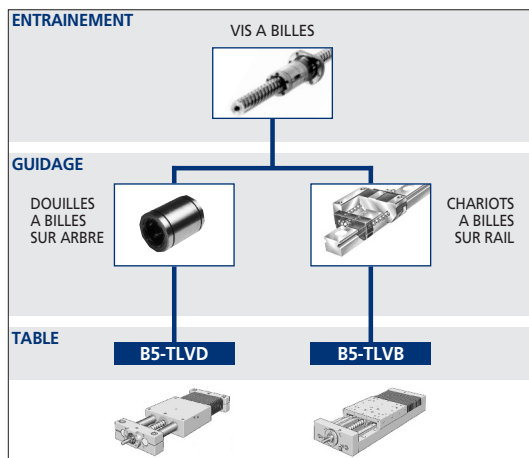 ENTRAINEMENT
VIS A BILLES
GUIDAGE
DOUILLES
A BILLES
SUR ARBRE
CHARIOTS
A BILLES
SUR RAIL
TABLE
B5-TLVD
B5-TLVB